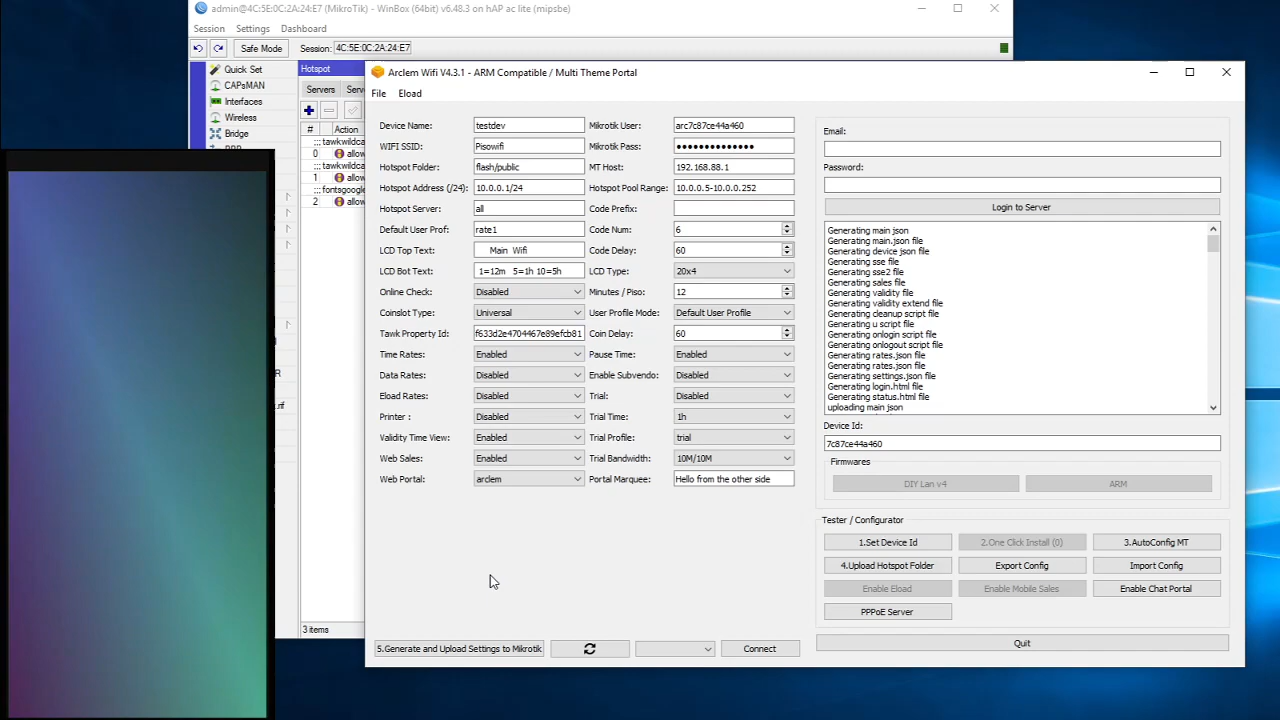 admin@4C:5E:0C:2A:24:E7 (MikroTik) - WinBox (64bit) v6.48.3 on hAP ac lite (mipsbe)
Session Settings Dashboard
Safe Mode Session: 4C:5E:0C:2A:24:E7
Quick Set
CAPsMAN
Interfaces
Wireless
Bridge
Hotspot
Servers
# Action
;;; tawkwildca
0 allow
;;; tawkwildca
1 allow
;;; fontsgoogle
2 allow
3 items
Arclem Wifi V4.3.1 - ARM Compatible / Multi Theme Portal
File Eload
Device Name: testdev Mikrotik User: arc7c87ce44a460
WIFI SSID: Pisowifi Mikrotik Pass: ●●●●●●●●●●●●●●
Hotspot Folder: flash/public MT Host: 192.168.88.1
Hotspot Address (/24): 10.0.0.1/24 Hotspot Pool Range: 10.0.0.5-10.0.0.252
Hotspot Server: all Code Prefix:
Default User Prof: rate1 Code Num: 6
LCD Top Text: Main Wifi Code Delay: 60
LCD Bot Text: 1=12m 5=1h 10=5h LCD Type: 20x4
Online Check: Disabled Minutes / Piso: 12
Coinslot Type: Universal User Profile Mode: Default User Profile
Tawk Property Id: f633d2e4704467e89efcb81 Coin Delay: 60
Time Rates: Enabled Pause Time: Enabled
Data Rates: Disabled Enable Subvendo: Disabled
Eload Rates: Disabled Trial: Disabled
Printer : Disabled Trial Time: 1h
Validity Time View: Enabled Trial Profile: trial
Web Sales: Enabled Trial Bandwidth: 10M/10M
Web Portal: arclem Portal Marquee: Hello from the other side
5.Generate and Upload Settings to Mikrotik Connect
Email:
Password:
Login to Server
Generating main json
Generating main.json file
Generating device json file
Generating sse file
Generating sse2 file
Generating sales file
Generating validity file
Generating validity extend file
Generating cleanup script file
Generating u script file
Generating onlogin script file
Generating onlogout script file
Generating rates.json file
Generating rates.json file
Generating settings.json file
Generating login.html file
Generating status.html file
uploading main json
Device Id:
7c87ce44a460
Firmwares
DIY Lan v4 ARM
Tester / Configurator
1.Set Device Id 2.One Click Install (0) 3.AutoConfig MT
4.Upload Hotspot Folder Export Config Import Config
Enable Eload Enable Mobile Sales Enable Chat Portal
PPPoE Server
Quit